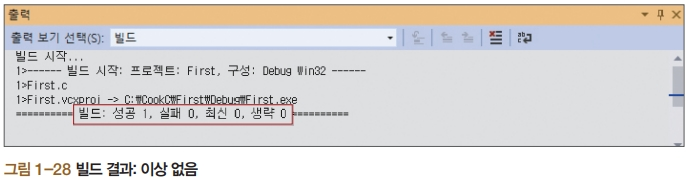 출력
출력 보기 선택(S): 빌드
빌드 시작...
1>------ 빌드 시작: 프로젝트: First, 구성: Debug Win32 ------
1>First.c
1>First.vcxproj -> C:₩CookC₩First₩Debug₩First.exe
========== 빌드: 성공 1, 실패 0, 최신 0, 생략 0 ==========
그림 1-28 빌드 결과: 이상 없음